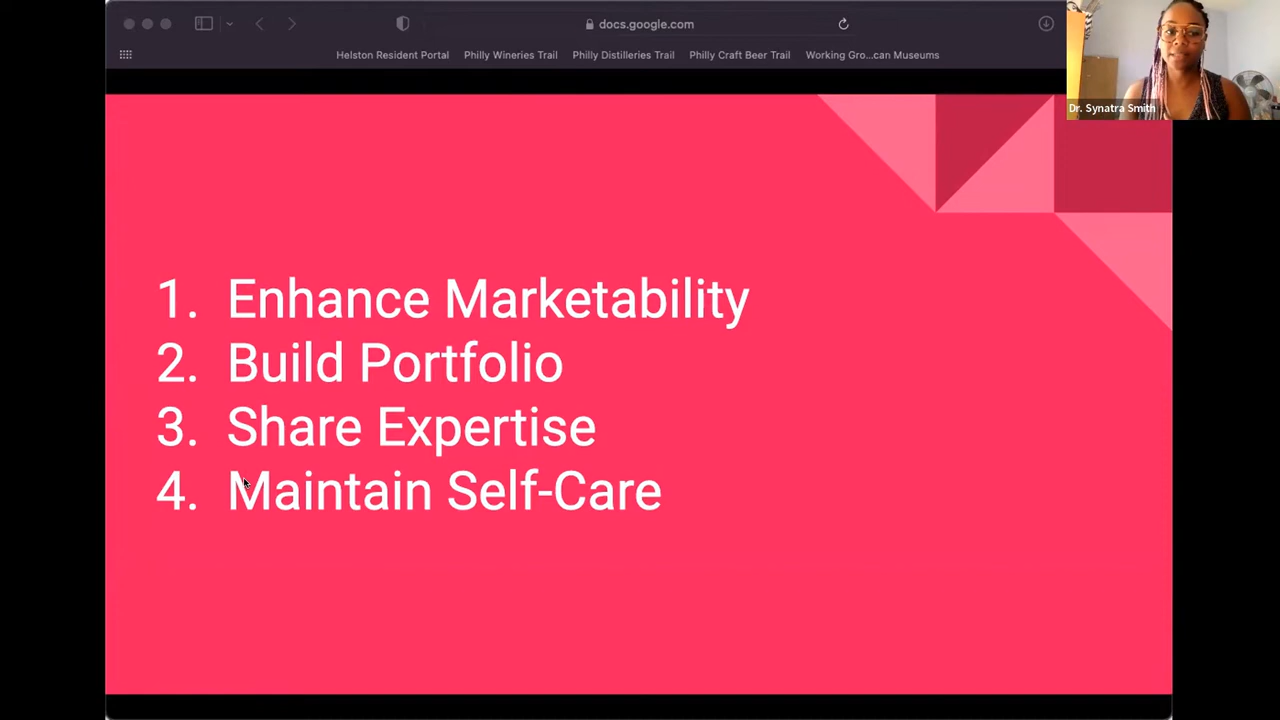 docs.google.com
Helston Resident Portal Philly Wineries Trail Philly Distilleries Trail Philly Craft Beer Trail Working Gro...can Museums
Dr. Synatra Smith
1. Enhance Marketability
2. Build Portfolio
3. Share Expertise
4. Maintain Self-Care